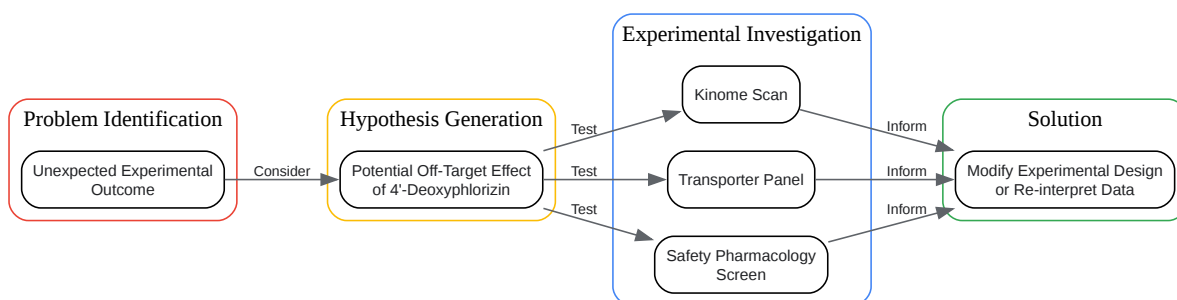 Problem Identification
Unexpected Experimental
Outcome
Consider
Hypothesis Generation
Potential Off-Target Effect
of 4'-Deoxyphlorizin
Test
Test
Test
Experimental Investigation
Kinome Scan
Transporter Panel
Safety Pharmacology
Screen
Inform
Inform
Inform
Solution
Modify Experimental Design
or Re-interpret Data